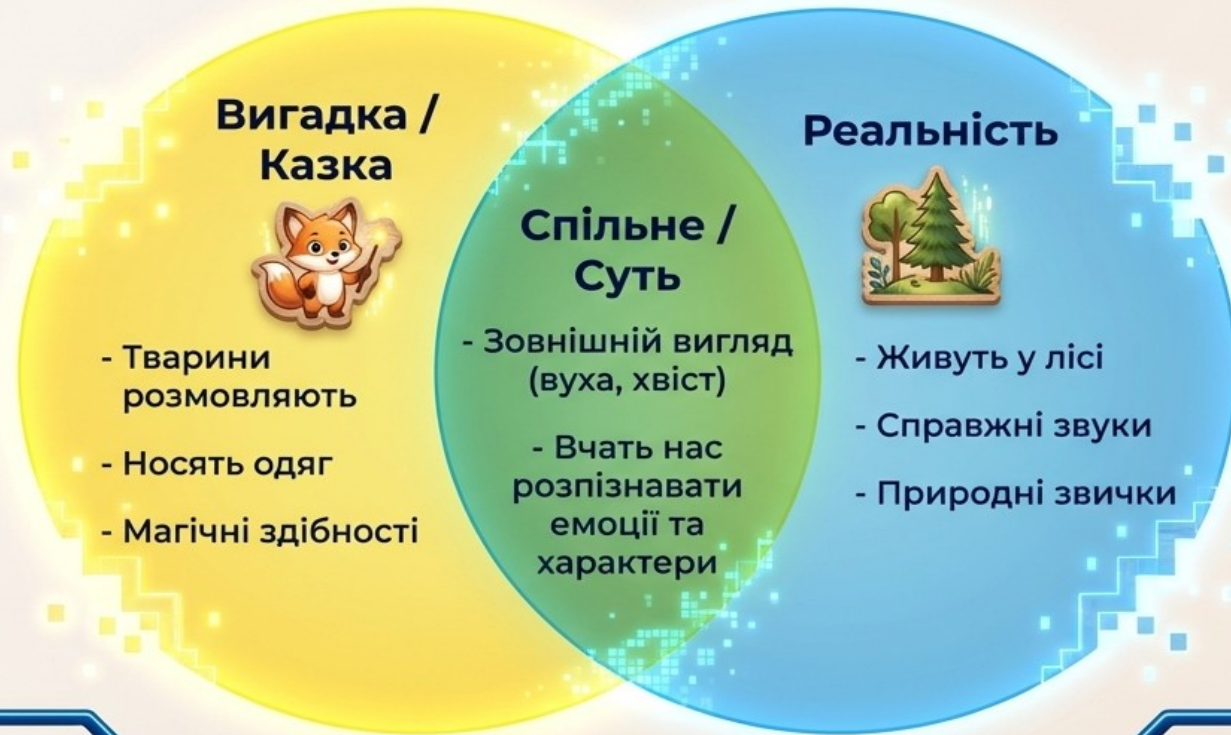 Вигадка /
Казка
- Тварини
розмовляють
- Носять одяг
- Магічні здібності
Спільне /
Суть
- Зовнішній вигляд
(вуха, хвіст)
- Вчать нас
розпізнавати
емоції та
характери
Реальність
- Живуть у лісі
- Справжні звуки
- Природні звички